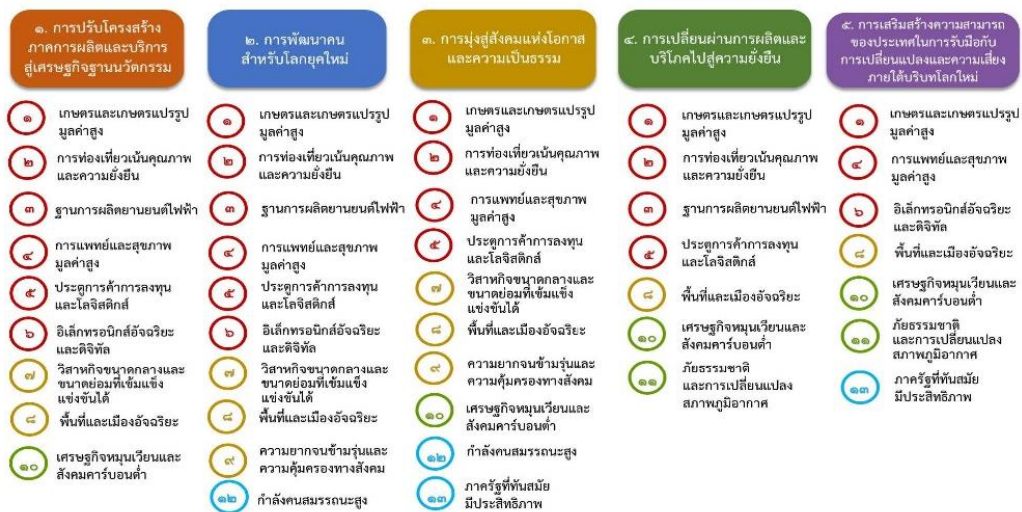 ๑. การปรับโครงสร้าง
ภาคการผลิตและบริการ
สู่เศรษฐกิจฐานนวัตกรรม
๑ เกษตรและเกษตรแปรรูป
มูลค่าสูง
๒ การท่องเที่ยวเน้นคุณภาพ
และความยั่งยืน
๓ ฐานการผลิตยานยนต์ไฟฟ้า
๔ การแพทย์และสุขภาพ
มูลค่าสูง
๕ ประตูการค้าการลงทุน
และโลจิสติกส์
๖ อิเล็กทรอนิกส์อัจฉริยะ
และดิจิทัล
๗ วิสาหกิจขนาดกลางและ
ขนาดย่อมที่เข้มแข็ง
แข่งขันได้
๘ พื้นที่และเมืองอัจฉริยะ
๑๐ เศรษฐกิจหมุนเวียนและ
สังคมคาร์บอนต่ำ
๒. การพัฒนาคน
สำหรับโลกยุคใหม่
๑ เกษตรและเกษตรแปรรูป
มูลค่าสูง
๒ การท่องเที่ยวเน้นคุณภาพ
และความยั่งยืน
๓ ฐานการผลิตยานยนต์ไฟฟ้า
๔ การแพทย์และสุขภาพ
มูลค่าสูง
๕ ประตูการค้าการลงทุน
และโลจิสติกส์
๖ อิเล็กทรอนิกส์อัจฉริยะ
และดิจิทัล
๗ วิสาหกิจขนาดกลางและ
ขนาดย่อมที่เข้มแข็ง
แข่งขันได้
๘ พื้นที่และเมืองอัจฉริยะ
๙ ความยากจนข้ามรุ่นและ
ความคุ้มครองทางสังคม
๑๒ กำลังคนสมรรถนะสูง
๓. การมุ่งสู่สังคมแห่งโอกาส
และความเป็นธรรม
๑ เกษตรและเกษตรแปรรูป
มูลค่าสูง
๒ การท่องเที่ยวเน้นคุณภาพ
และความยั่งยืน
๔ การแพทย์และสุขภาพ
มูลค่าสูง
๕ ประตูการค้าการลงทุน
และโลจิสติกส์
๗ วิสาหกิจขนาดกลางและ
ขนาดย่อมที่เข้มแข็ง
แข่งขันได้
๘ พื้นที่และเมืองอัจฉริยะ
๙ ความยากจนข้ามรุ่นและ
ความคุ้มครองทางสังคม
๑๐ เศรษฐกิจหมุนเวียนและ
สังคมคาร์บอนต่ำ
๑๒ กำลังคนสมรรถนะสูง
๑๓ ภาครัฐที่ทันสมัย
มีประสิทธิภาพ
๔. การเปลี่ยนผ่านการผลิตและ
บริโภคไปสู่ความยั่งยืน
๑ เกษตรและเกษตรแปรรูป
มูลค่าสูง
๒ การท่องเที่ยวเน้นคุณภาพ
และความยั่งยืน
๓ ฐานการผลิตยานยนต์ไฟฟ้า
๕ ประตูการค้าการลงทุน
และโลจิสติกส์
๘ พื้นที่และเมืองอัจฉริยะ
๑๐ เศรษฐกิจหมุนเวียนและ
สังคมคาร์บอนต่ำ
๑๑ ภัยธรรมชาติ
และการเปลี่ยนแปลง
สภาพภูมิอากาศ
๕. การเสริมสร้างความสามารถ
ของประเทศในการรับมือกับ
การเปลี่ยนแปลงและความเสี่ยง
ภายใต้บริบทโลกใหม่
๑ เกษตรและเกษตรแปรรูป
มูลค่าสูง
๔ การแพทย์และสุขภาพ
มูลค่าสูง
๖ อิเล็กทรอนิกส์อัจฉริยะ
และดิจิทัล
๘ พื้นที่และเมืองอัจฉริยะ
๑๐ เศรษฐกิจหมุนเวียนและ
สังคมคาร์บอนต่ำ
๑๑ ภัยธรรมชาติ
และการเปลี่ยนแปลง
สภาพภูมิอากาศ
๑๓ ภาครัฐที่ทันสมัย
มีประสิทธิภาพ